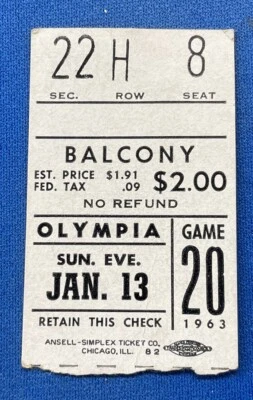 22 H 8
SEC. ROW SEAT
BALCONY
EST. PRICE $1.91
FED. TAX .09 $2.00
NO REFUND
OLYMPIA
SUN. EVE.
JAN. 13
RETAIN THIS CHECK
GAME
20
1963
ANSELL-SIMPLEX TICKET CO.
CHICAGO, ILL. 82